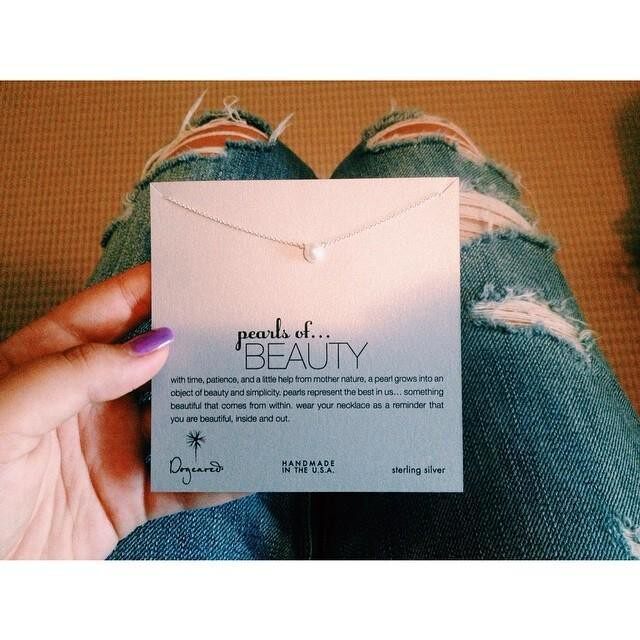 pearls of...
BEAUTY
with time, patience, and a little help from mother nature, a pearl grows into an
object of beauty and simplicity. pearls represent the best in us... something
beautiful that comes from within. wear your necklace as a reminder that
you are beautiful, inside and out.
Dogeared
HANDMADE
IN THE U.S.A.
sterling silver